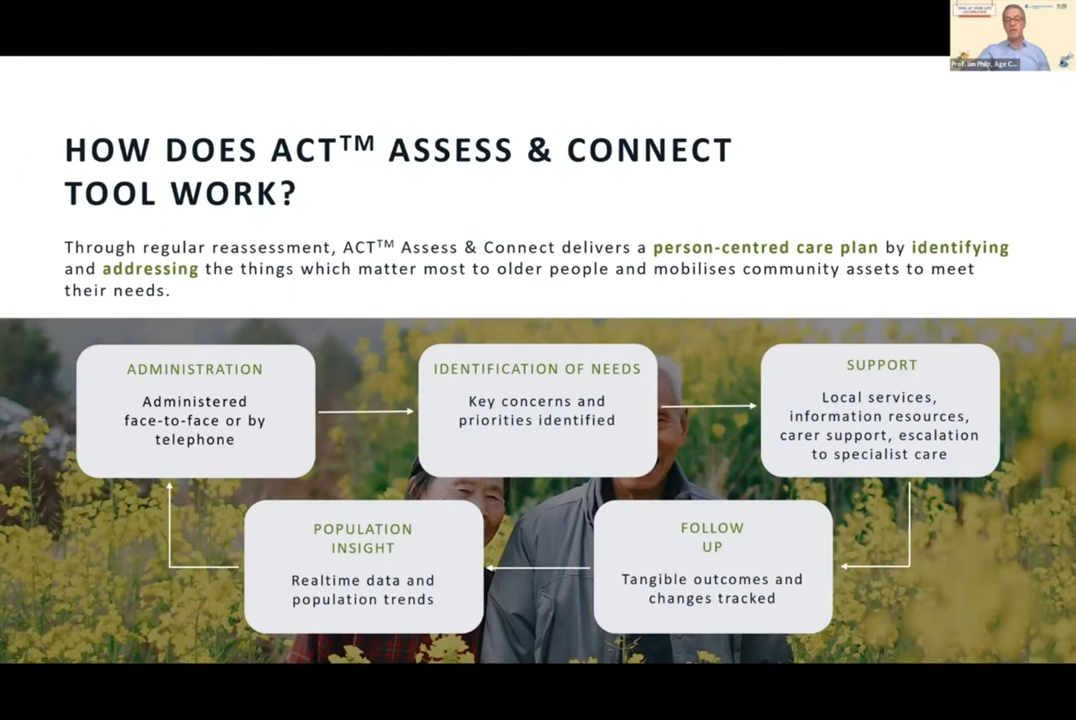 HOW DOES ACT™ ASSESS & CONNECT
TOOL WORK?
Through regular reassessment, ACT™ Assess & Connect delivers a person-centred care plan by identifying
and addressing the things which matter most to older people and mobilises community assets to meet
their needs.
ADMINISTRATION
Administered
face-to-face or by
telephone
IDENTIFICATION OF NEEDS
Key concerns and
priorities identified
SUPPORT
Local services,
information resources,
carer support, escalation
to specialist care
POPULATION
INSIGHT
Realtime data and
population trends
FOLLOW
UP
Tangible outcomes and
changes tracked
Prof. Ian Philp, Age C...